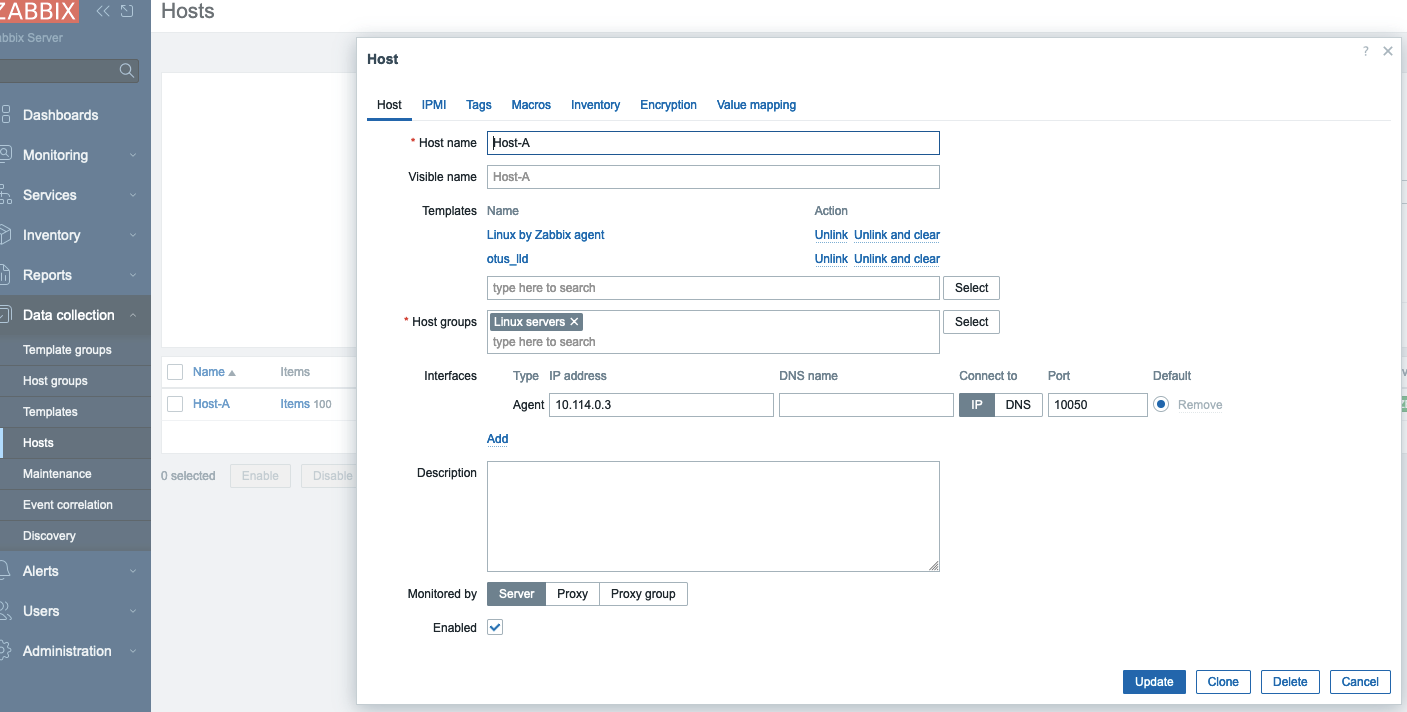 ZABBIX
Zabbix Server
Dashboards
Monitoring
Services
Inventory
Reports
Data collection
Template groups
Host groups
Templates
Hosts
Maintenance
Event correlation
Discovery
Alerts
Users
Administration
Hosts
Name Items
Host-A Items 100
0 selected Enable Disable
Host
? ×
Host IPMI Tags Macros Inventory Encryption Value mapping
* Host name Host-A
Visible name Host-A
Templates Name Action
Linux by Zabbix agent Unlink Unlink and clear
otus_lld Unlink Unlink and clear
type here to search Select
* Host groups Linux servers × Select
type here to search
Interfaces Type IP address DNS name Connect to Port Default
Agent 10.114.0.3 IP DNS 10050 Remove
Add
Description
Monitored by Server Proxy Proxy group
Enabled
Update Clone Delete Cancel